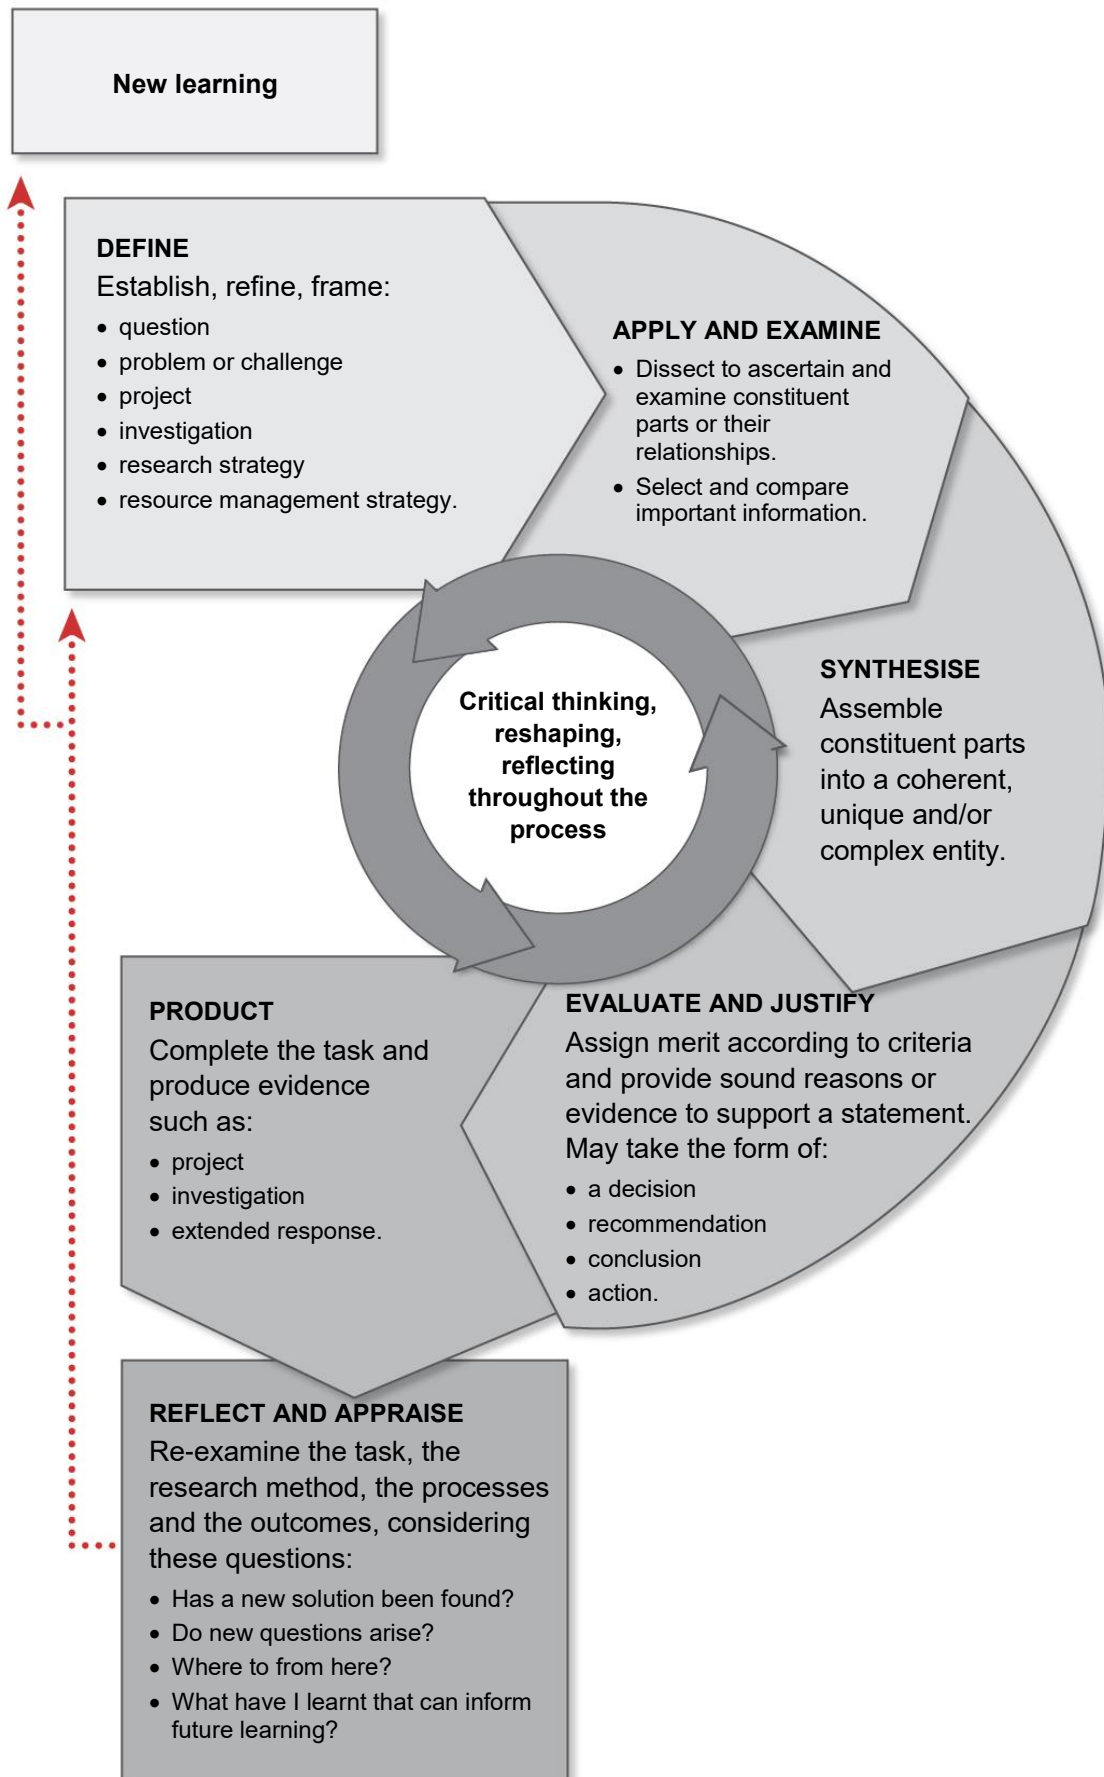 New learning
DEFINE
Establish, refine, frame:
• question
• problem or challenge
• project
• investigation
• research strategy
• resource management strategy.
APPLY AND EXAMINE
• Dissect to ascertain and
examine constituent
parts or their
relationships.
• Select and compare
important information.
SYNTHESISE
Assemble
constituent parts
into a coherent,
unique and/or
complex entity.
Critical thinking,
reshaping,
reflecting
throughout the
process
EVALUATE AND JUSTIFY
Assign merit according to criteria
and provide sound reasons or
evidence to support a statement.
May take the form of:
• a decision
• recommendation
• conclusion
• action.
PRODUCT
Complete the task and
produce evidence
such as:
• project
• investigation
• extended response.
REFLECT AND APPRAISE
Re-examine the task, the
research method, the processes
and the outcomes, considering
these questions:
• Has a new solution been found?
• Do new questions arise?
• Where to from here?
• What have I learnt that can inform
future learning?